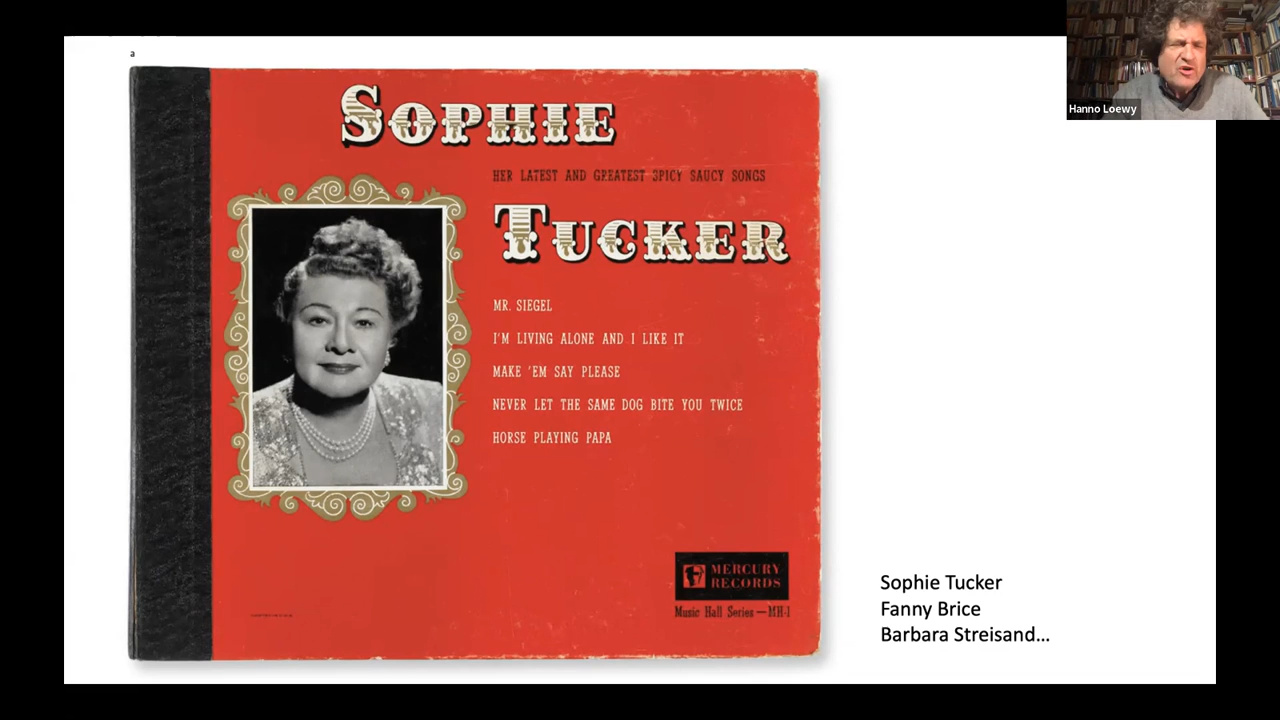 a
Hanno Loewy
SOPHIE
HER LATEST AND GREATEST SPICY SAUCY SONGS
TUCKER
MR. SIEGEL
I'M LIVING ALONE AND I LIKE IT
MAKE 'EM SAY PLEASE
NEVER LET THE SAME DOG BITE YOU TWICE
HORSE PLAYING PAPA
MERCURY
RECORDS
Music Hall Series — MH-1
Sophie Tucker
Fanny Brice
Barbara Streisand...